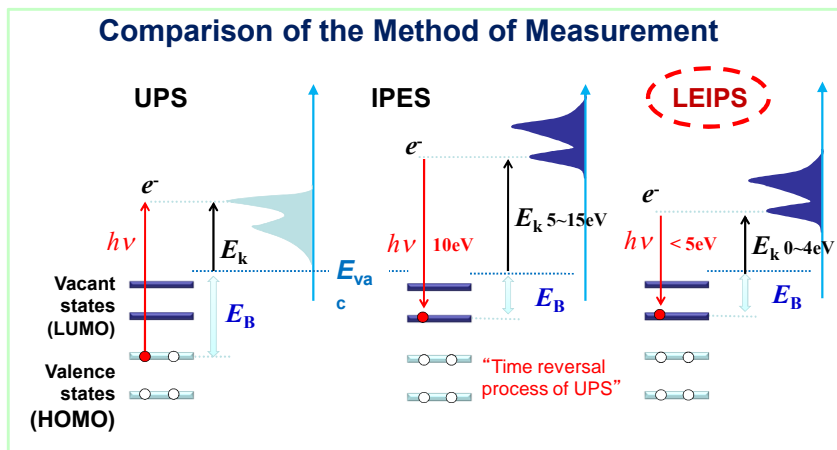 Comparison of the Method of Measurement
UPS
IPES
LEIPS
e-
hν
Ek
Evac
EB
Vacant
states
(LUMO)
Valence
states
(HOMO)
e-
hν 10eV
Ek 5~15eV
EB
“Time reversal
process of UPS”
e-
hν < 5eV
Ek 0~4eV
EB